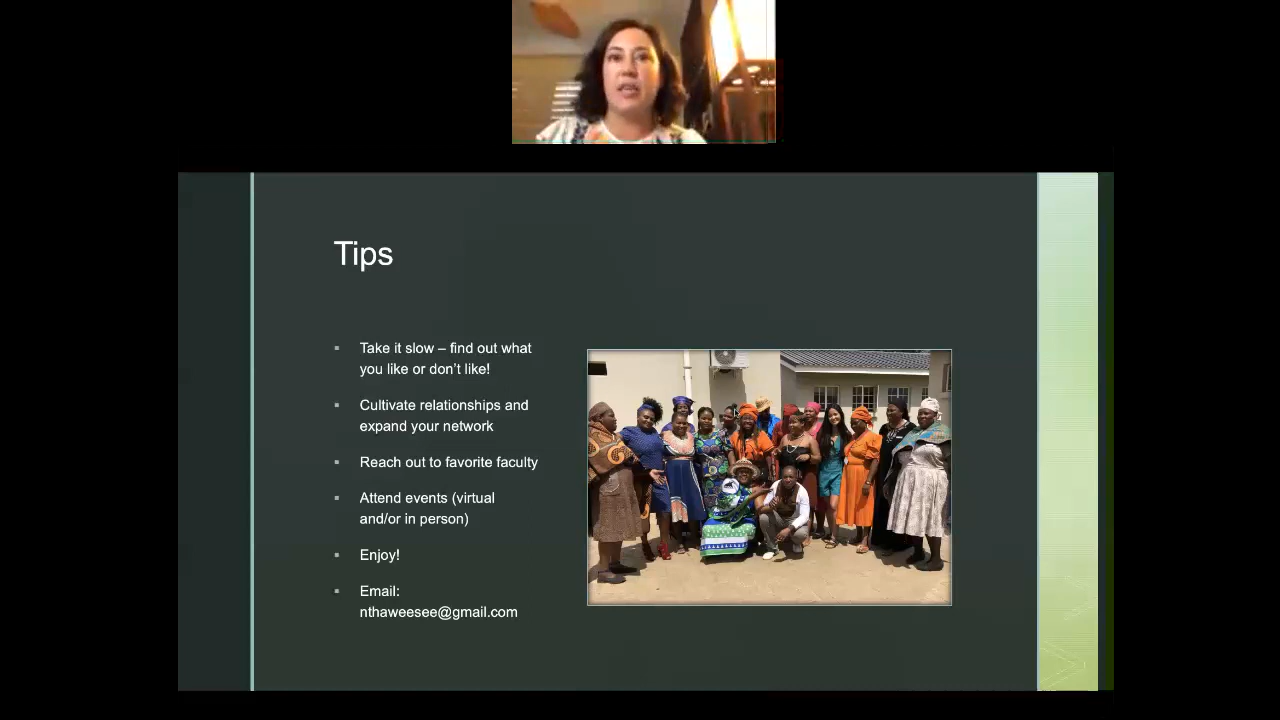 Tips
Take it slow – find out what
you like or don't like!
Cultivate relationships and
expand your network
Reach out to favorite faculty
Attend events (virtual
and/or in person)
Enjoy!
Email:
nthaweesee@gmail.com